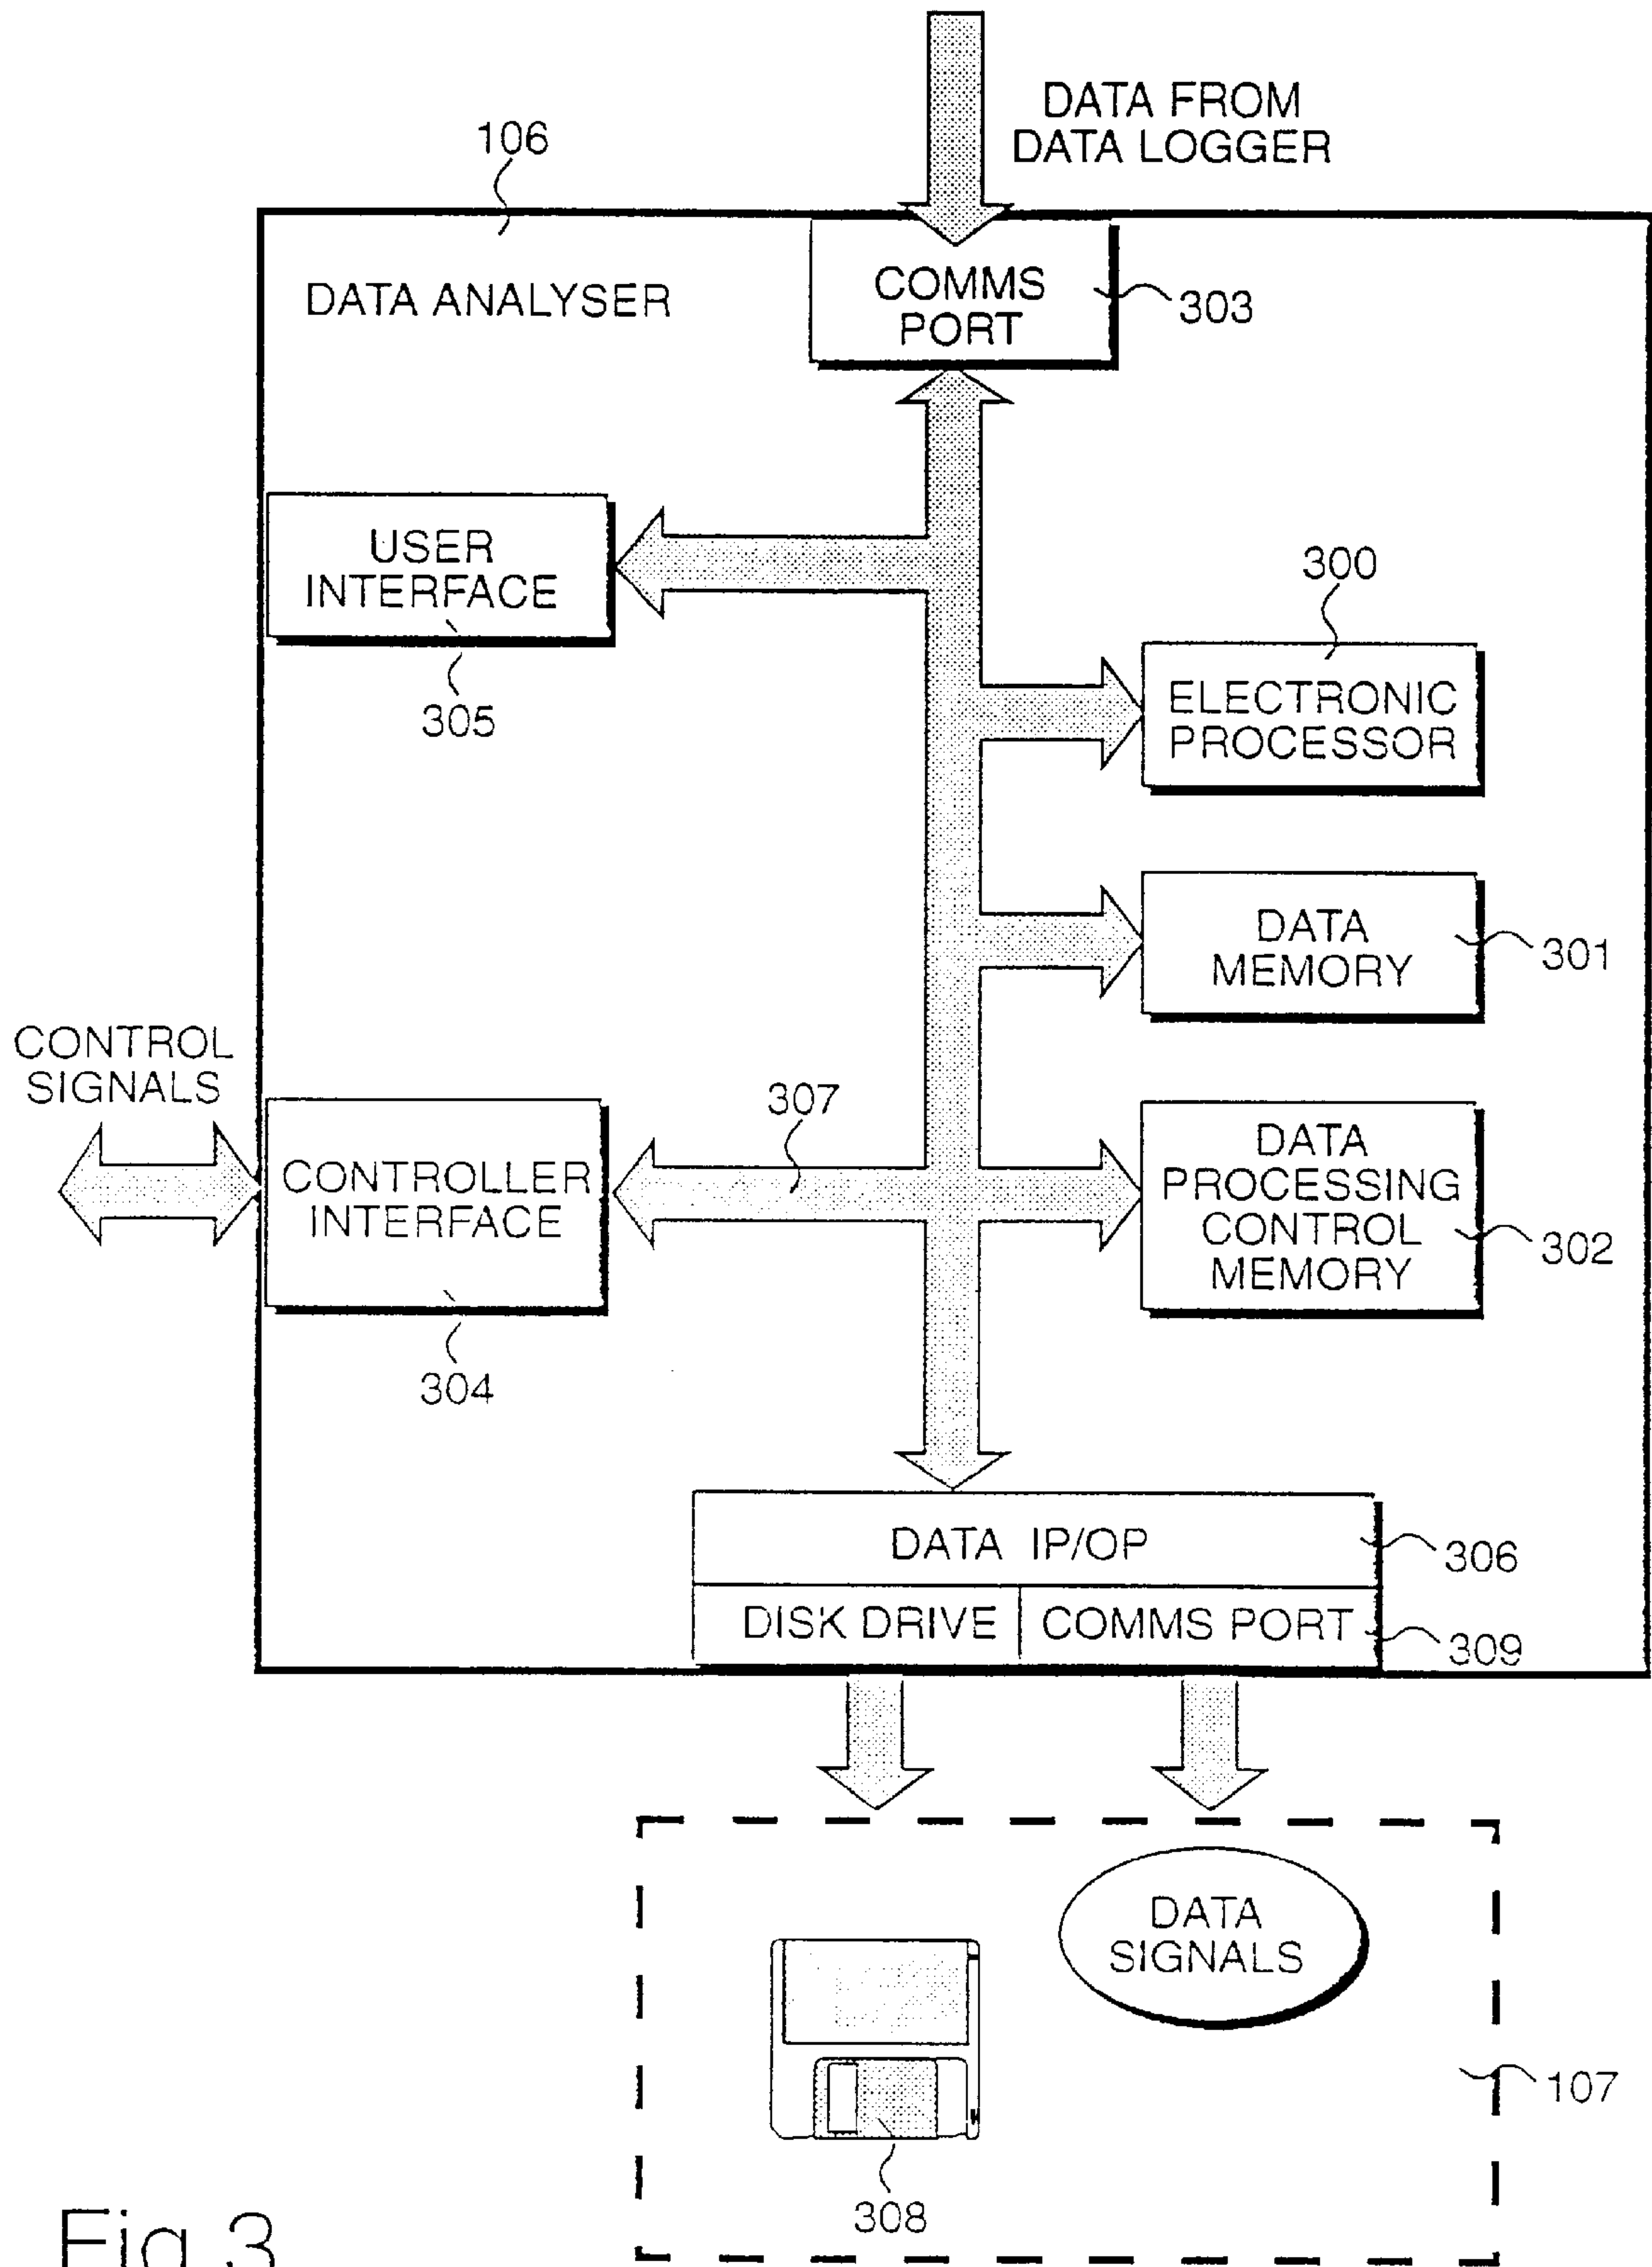 DATA FROM
DATA LOGGER
106
DATA ANALYSER
COMMS
PORT
303
USER
INTERFACE
305
300
ELECTRONIC
PROCESSOR
DATA
MEMORY
301
CONTROL
SIGNALS
307
CONTROLLER
INTERFACE
304
DATA
PROCESSING
CONTROL
MEMORY
302
DATA IP/OP
306
DISK DRIVE
COMMS PORT
309
DATA
SIGNALS
107
308
Fig 3